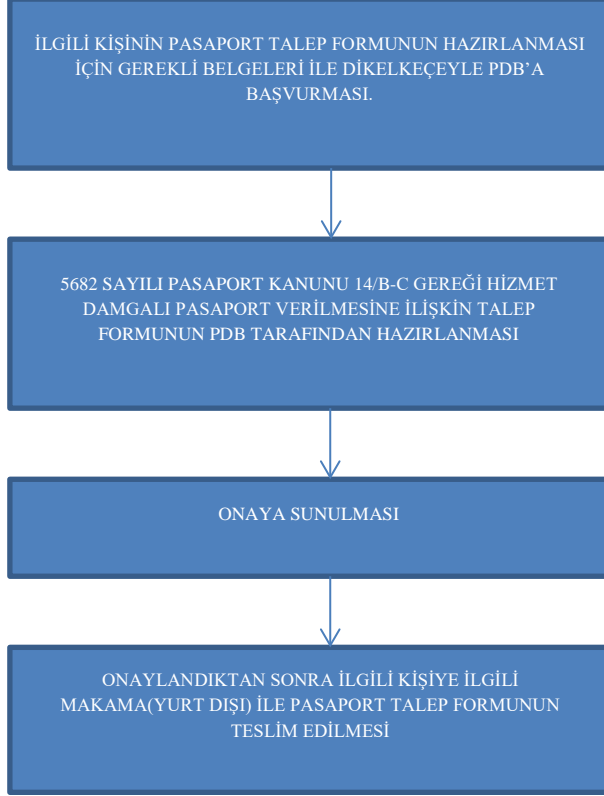 İLGİLİ KİŞİNİN PASAPORT TALEP FORMUNUN HAZIRLANMASI
İÇİN GEREKLİ BELGELERİ İLE DİKELKEÇEYLE PDB’A
BAŞVURMASI.
5682 SAYILI PASAPORT KANUNU 14/B-C GEREĞİ HİZMET
DAMGALI PASAPORT VERİLMESİNE İLİŞKİN TALEP
FORMUNUN PDB TARAFINDAN HAZIRLANMASI
ONAYA SUNULMASI
ONAYLANDIKTAN SONRA İLGİLİ KİŞİYE İLGİLİ
MAKAMA(YURT DIŞI) İLE PASAPORT TALEP FORMUNUN
TESLİM EDİLMESİ